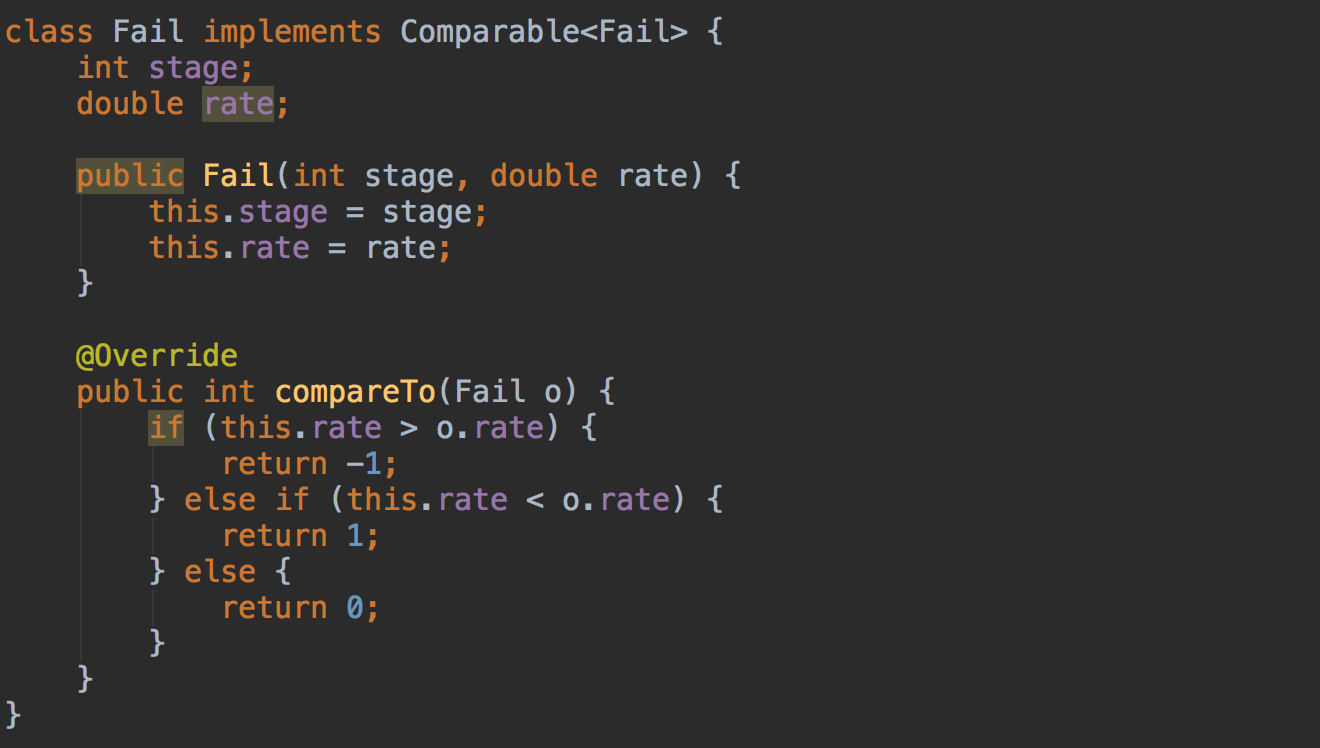 class Fail implements Comparable<Fail> {
    int stage;
    double rate;

    public Fail(int stage, double rate) {
        this.stage = stage;
        this.rate = rate;
    }

    @Override
    public int compareTo(Fail o) {
        if (this.rate > o.rate) {
            return -1;
        } else if (this.rate < o.rate) {
            return 1;
        } else {
            return 0;
        }
    }
}